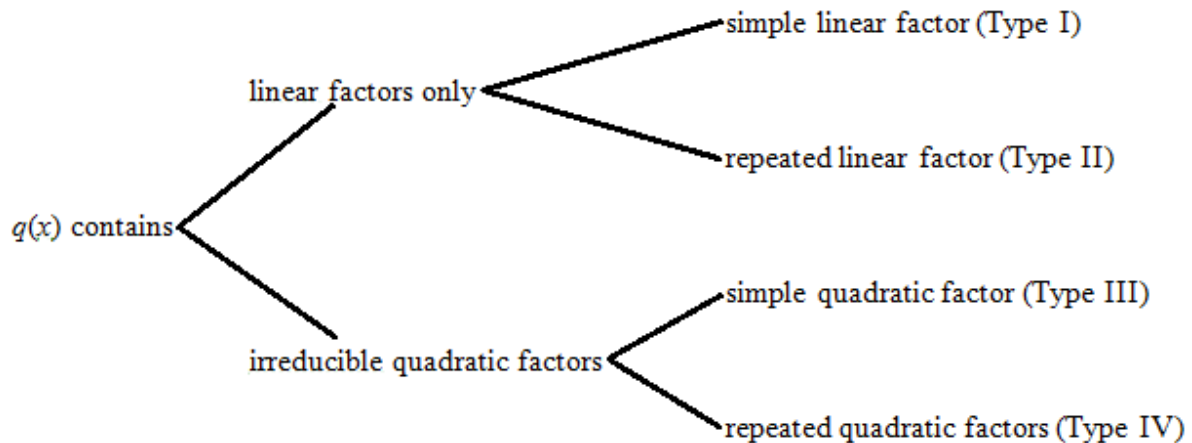 simple linear factor (Type I)
linear factors only
repeated linear factor (Type II)
q(x) contains
simple quadratic factor (Type III)
irreducible quadratic factors
repeated quadratic factors (Type IV)